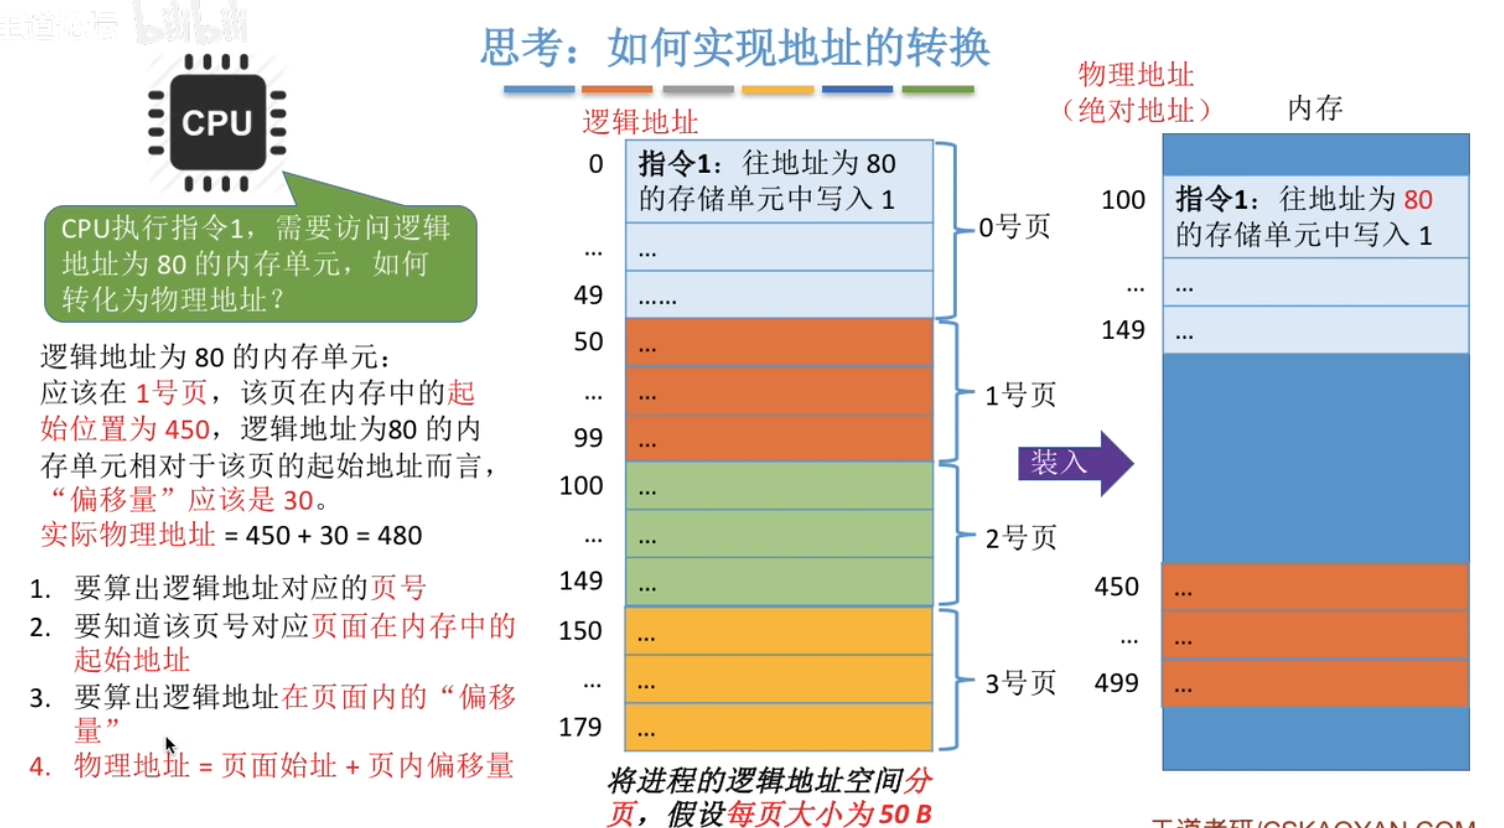 王道论坛 bilibili
思考：如何实现地址的转换
CPU
CPU执行指令1，需要访问逻辑
地址为 80 的内存单元，如何
转化为物理地址？
逻辑地址为 80 的内存单元：
应该在 1号页，该页在内存中的起
始位置为 450，逻辑地址为80 的内
存单元相对于该页的起始地址而言，
“偏移量”应该是 30。
实际物理地址 = 450 + 30 = 480
1. 要算出逻辑地址对应的页号
2. 要知道该页号对应页面在内存中的
起始地址
3. 要算出逻辑地址在页面内的“偏移
量”
4. 物理地址 = 页面始址 + 页内偏移量
逻辑地址
0 指令1：往地址为 80
的存储单元中写入 1
... ...
49 ......
0号页
50 ...
... ...
99 ...
1号页
100 ...
... ...
149 ...
2号页
150 ...
... ...
179 ...
3号页
将进程的逻辑地址空间分
页，假设每页大小为 50 B
装入
物理地址
（绝对地址）
内存
100 指令1：往地址为 80
的存储单元中写入 1
... ...
149 ...
450 ...
... ...
499 ...
王道考研/CSKAOYAN.COM